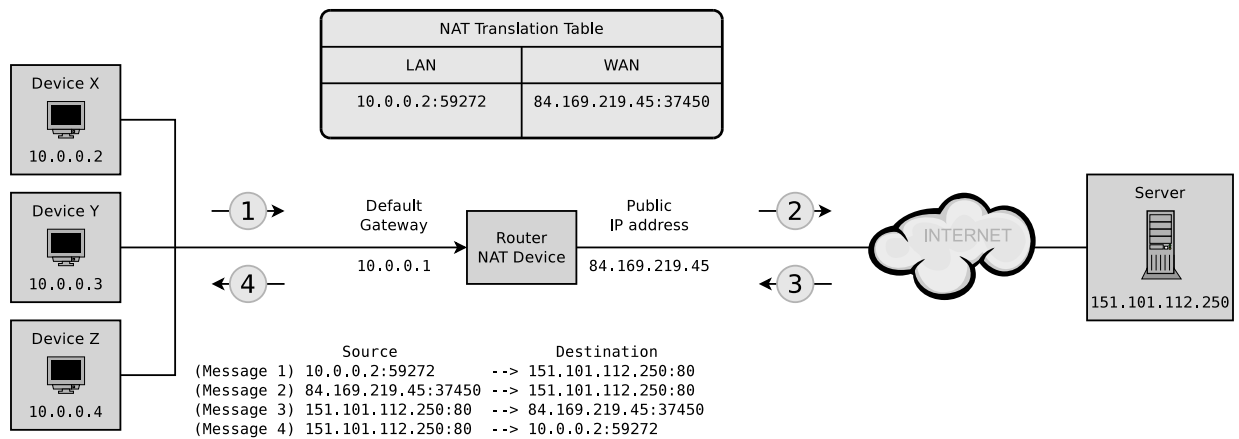 NAT Translation Table
LAN WAN
10.0.0.2:59272 84.169.219.45:37450
Device X
10.0.0.2
Device Y
10.0.0.3
Device Z
10.0.0.4
1
4
Default
Gateway
10.0.0.1
Router
NAT Device
Public
IP address
84.169.219.45
2
3
INTERNET
Server
151.101.112.250
Source Destination
(Message 1) 10.0.0.2:59272 --> 151.101.112.250:80
(Message 2) 84.169.219.45:37450 --> 151.101.112.250:80
(Message 3) 151.101.112.250:80 --> 84.169.219.45:37450
(Message 4) 151.101.112.250:80 --> 10.0.0.2:59272